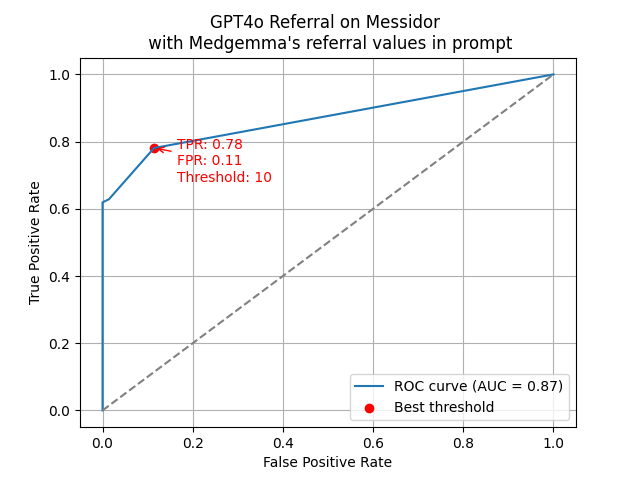 GPT4o Referral on Messidor
with Medgemma's referral values in prompt
1.0
0.8
0.6
0.4
0.2
0.0
True Positive Rate
TPR: 0.78
FPR: 0.11
Threshold: 10
ROC curve (AUC = 0.87)
Best threshold
0.0 0.2 0.4 0.6 0.8 1.0
False Positive Rate